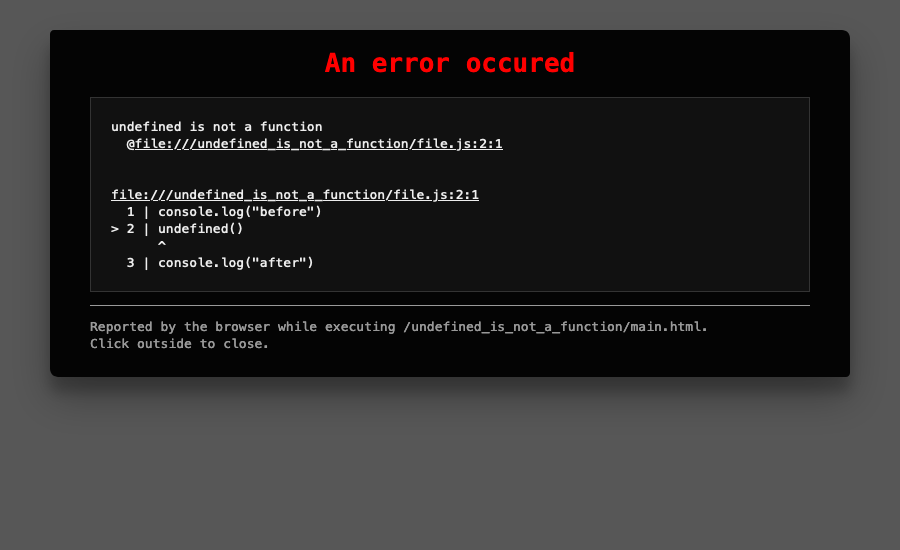 An error occured
undefined is not a function
  @file:///undefined_is_not_a_function/file.js:2:1
file:///undefined_is_not_a_function/file.js:2:1
  1 | console.log("before")
> 2 | undefined()
      ^
  3 | console.log("after")
Reported by the browser while executing /undefined_is_not_a_function/main.html.
Click outside to close.